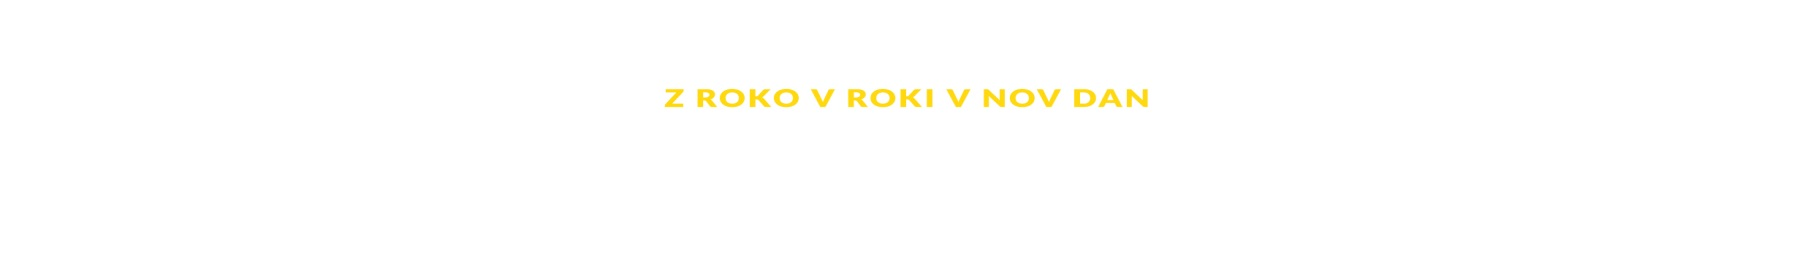 Z ROKO V ROKI V NOV DAN